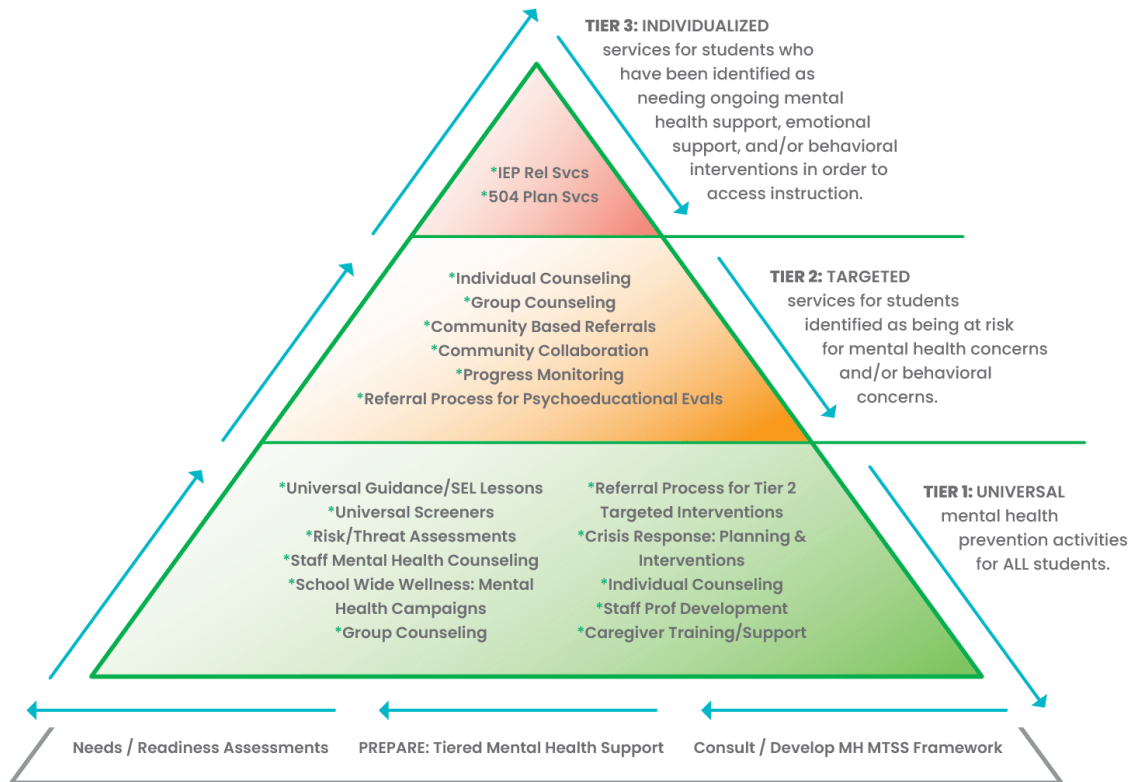 TIER 3: INDIVIDUALIZED
services for students who
have been identified as
needing ongoing mental
health support, emotional
support, and/or behavioral
interventions in order to
access instruction.
*IEP Rel Svcs
*504 Plan Svcs
TIER 2: TARGETED
services for students
identified as being at risk
for mental health concerns
and/or behavioral
concerns.
*Individual Counseling
*Group Counseling
*Community Based Referrals
*Community Collaboration
*Progress Monitoring
*Referral Process for Psychoeducational Evals
TIER 1: UNIVERSAL
mental health
prevention activities
for ALL students.
*Universal Guidance/SEL Lessons
*Universal Screeners
*Risk/Threat Assessments
*Staff Mental Health Counseling
*School Wide Wellness: Mental
Health Campaigns
*Group Counseling
*Referral Process for Tier 2
Targeted Interventions
*Crisis Response: Planning &
Interventions
*Individual Counseling
*Staff Prof Development
*Caregiver Training/Support
Needs / Readiness Assessments
PREPARE: Tiered Mental Health Support
Consult / Develop MH MTSS Framework